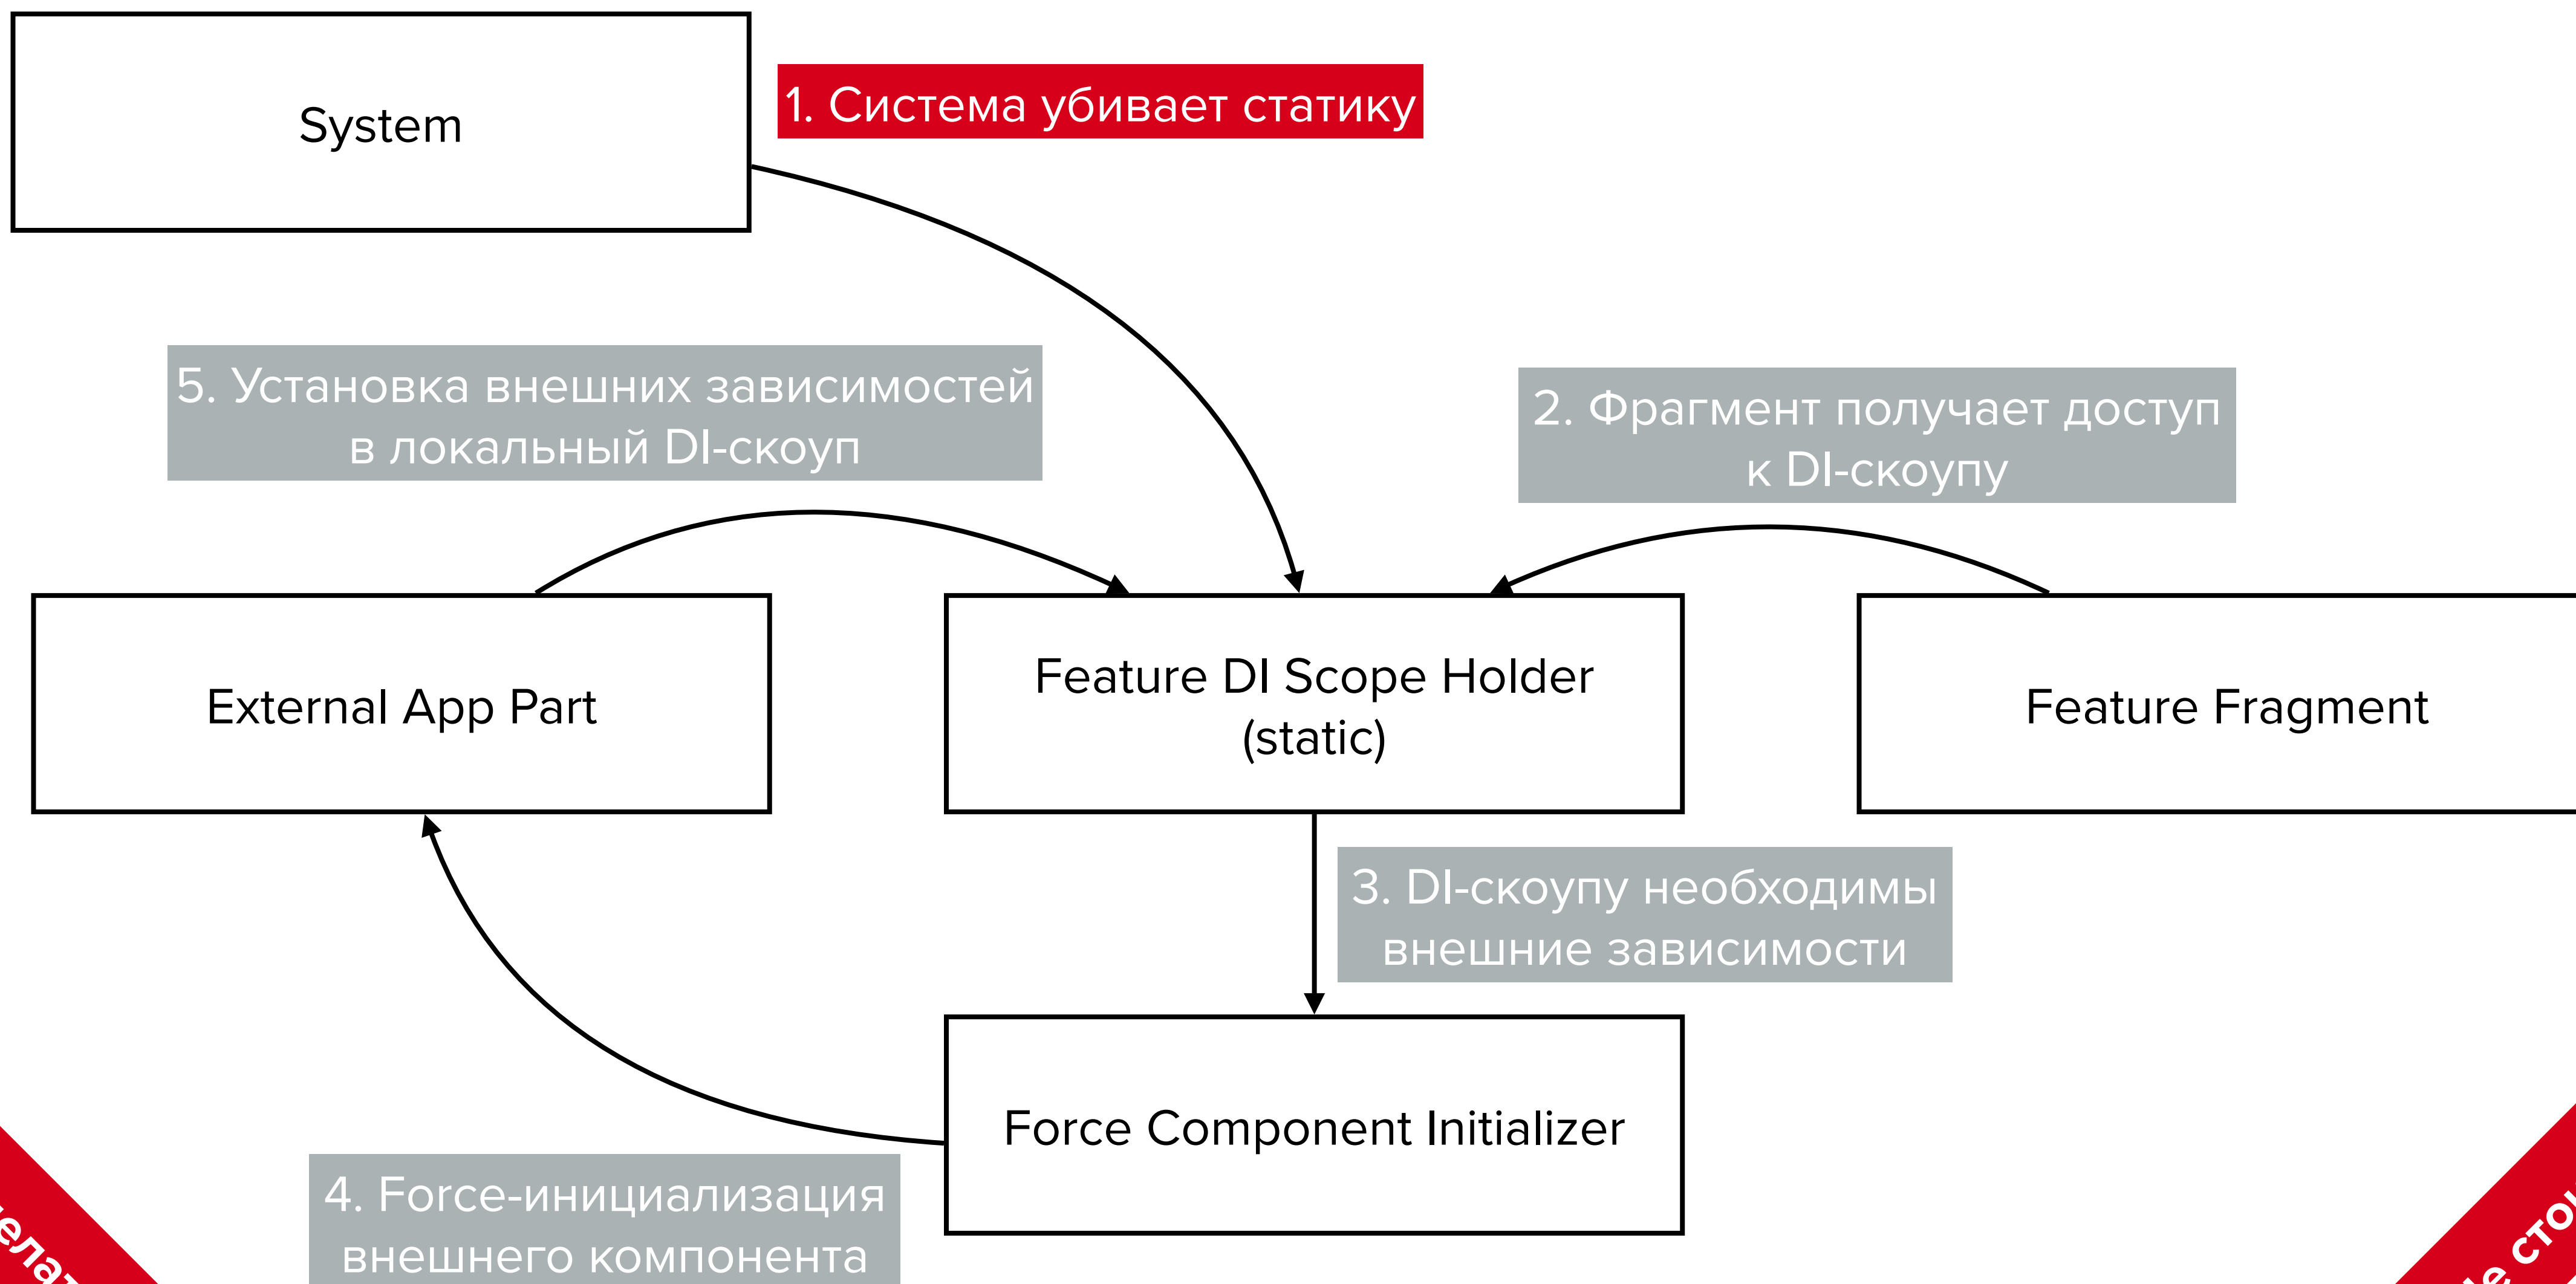 System
1. Система убивает статику
5. Установка внешних зависимостей
в локальный DI-скоуп
2. Фрагмент получает доступ
к DI-скоупу
External App Part
Feature DI Scope Holder
(static)
Feature Fragment
3. DI-скоупу необходимы
внешние зависимости
Force Component Initializer
4. Force-инициализация
внешнего компонента